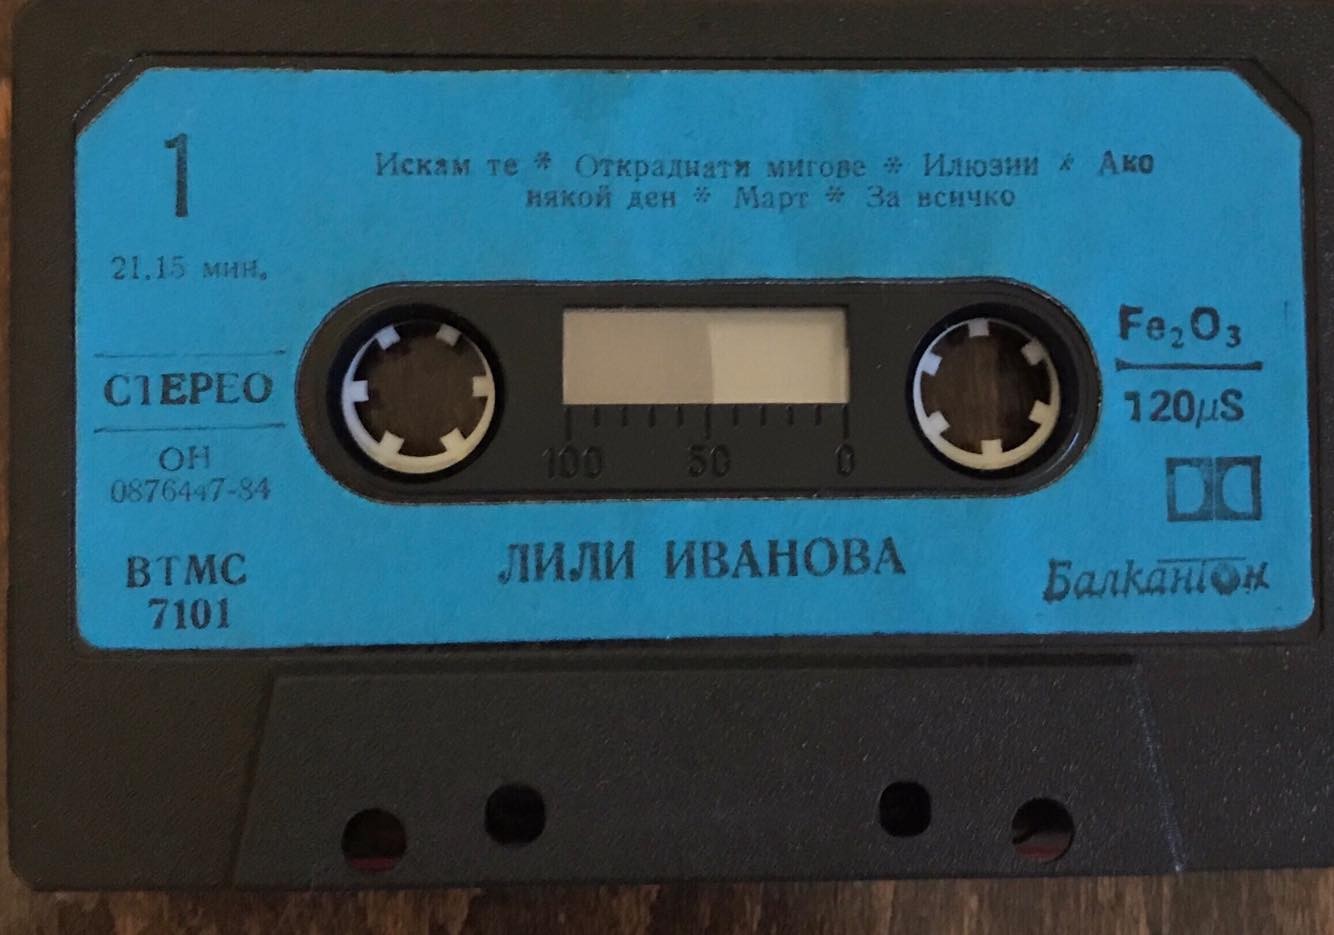 1
Искам те * Откраднати мигове * Илюзии * Ако
някой ден * Март * За всичко
21.15 мин.
СТЕРЕО
ОН
0876447-84
ВТМС
7101
100 50 0
Fe₂O₃
120µS
ЛИЛИ ИВАНОВА
Балкантон